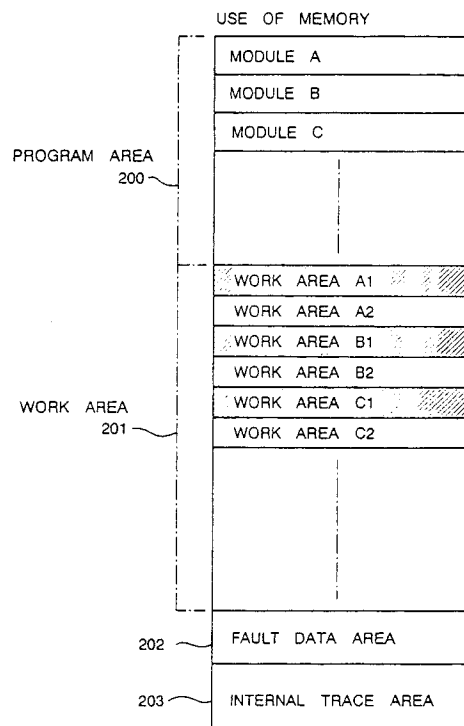 USE OF MEMORY
MODULE A
MODULE B
MODULE C
PROGRAM AREA
200
WORK AREA A1
WORK AREA A2
WORK AREA B1
WORK AREA B2
WORK AREA C1
WORK AREA C2
WORK AREA
201
202
FAULT DATA AREA
203
INTERNAL TRACE AREA